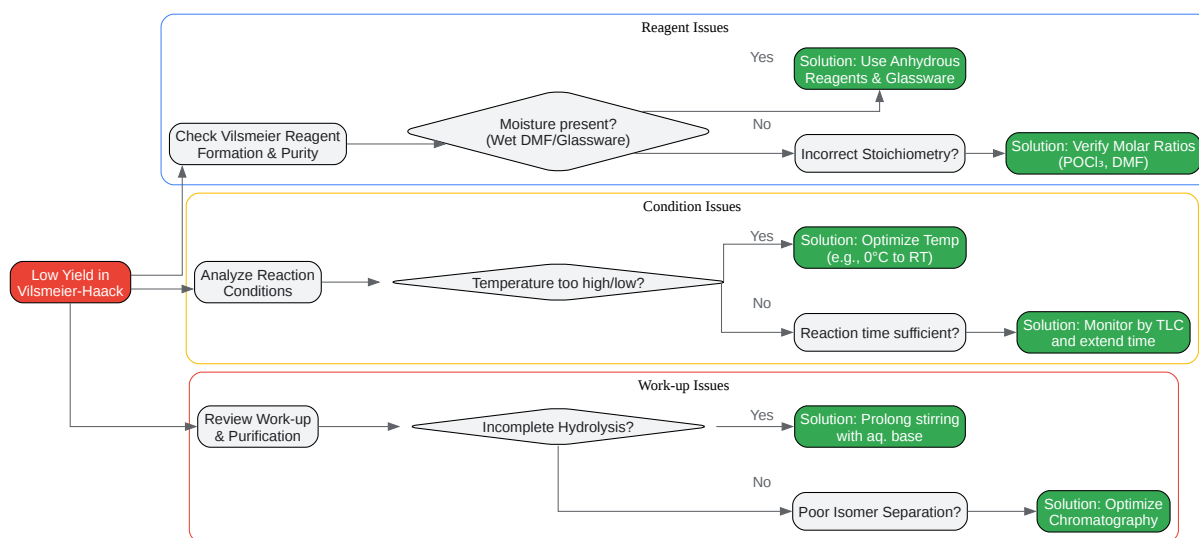 Reagent Issues
Yes
Solution: Use Anhydrous
Reagents & Glassware
Moisture present?
(Wet DMF/Glassware)
No
Check Vilsmeier Reagent
Formation & Purity
Incorrect Stoichiometry?
Solution: Verify Molar Ratios
(POCl₃, DMF)
Condition Issues
Low Yield in
Vilsmeier-Haack
Analyze Reaction
Conditions
Temperature too high/low?
Yes
Solution: Optimize Temp
(e.g., 0°C to RT)
No
Reaction time sufficient?
Solution: Monitor by TLC
and extend time
Work-up Issues
Review Work-up
& Purification
Incomplete Hydrolysis?
Yes
Solution: Prolong stirring
with aq. base
No
Poor Isomer Separation?
Solution: Optimize
Chromatography